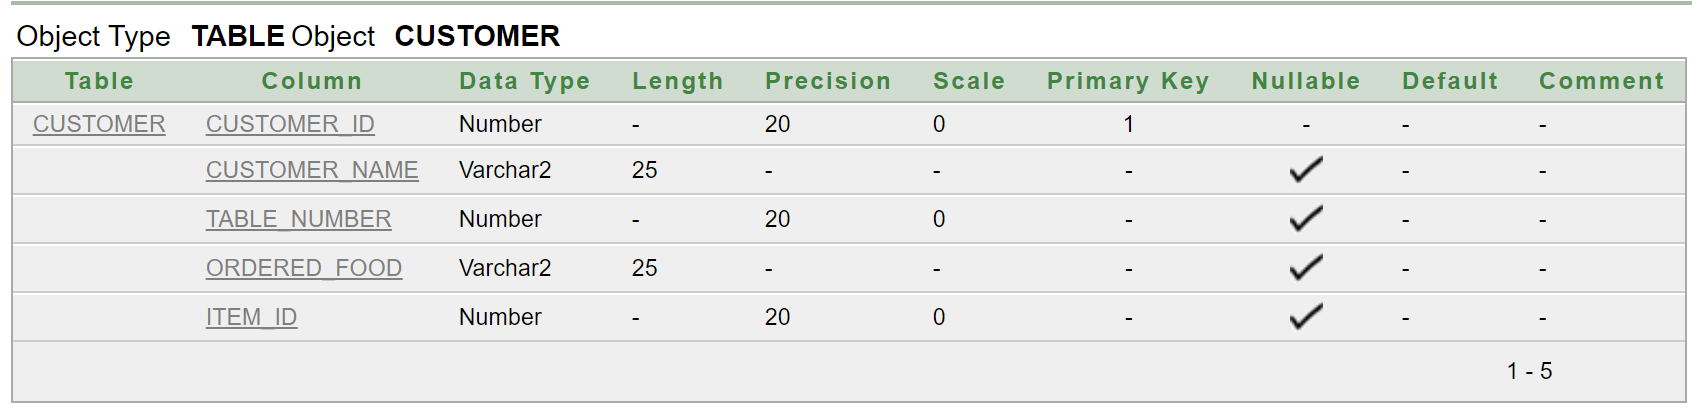 Object Type TABLE Object CUSTOMER
Table Column Data Type Length Precision Scale Primary Key Nullable Default Comment
CUSTOMER CUSTOMER_ID Number - 20 0 1 - - -
CUSTOMER_NAME Varchar2 25 - - - ✓ - -
TABLE_NUMBER Number - 20 0 - ✓ - -
ORDERED_FOOD Varchar2 25 - - - ✓ - -
ITEM_ID Number - 20 0 - ✓ - -
1 - 5